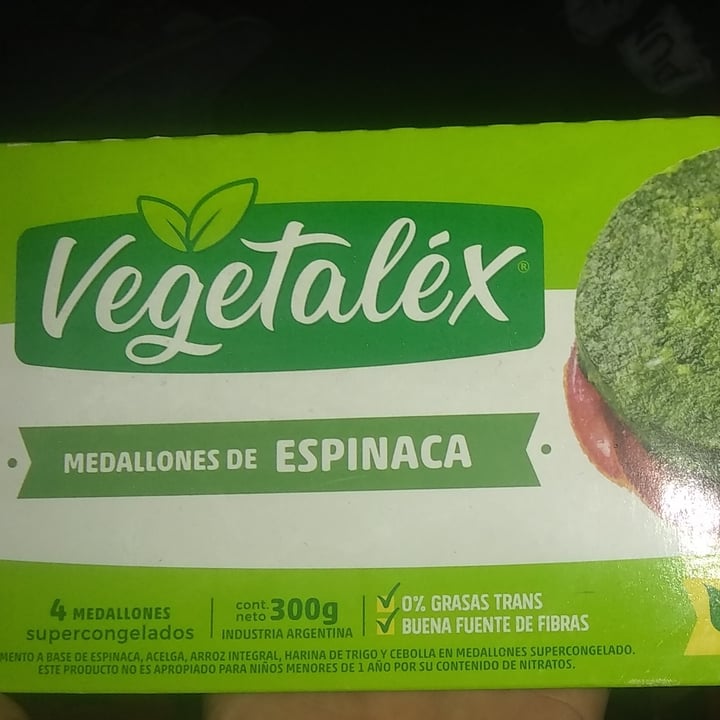 Vegetaléx®
MEDALLONES DE ESPINACA
4 MEDALLONES
supercongelados
cont. neto 300g
INDUSTRIA ARGENTINA
0% GRASAS TRANS
BUENA FUENTE DE FIBRAS
MENTO A BASE DE ESPINACA, ACELGA, ARROZ INTEGRAL, HARINA DE TRIGO Y CEBOLLA EN MEDALLONES SUPERCONGELADO.
ESTE PRODUCTO NO ES APROPIADO PARA NIÑOS MENORES DE 1 AÑO POR SU CONTENIDO DE NITRATOS.